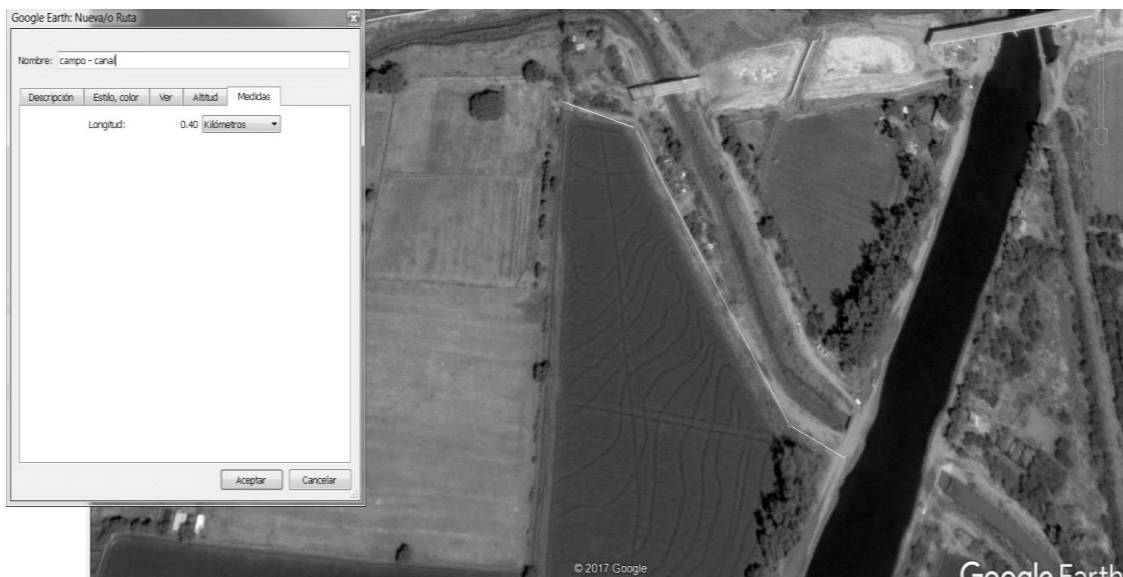 Google Earth: Nueva/o Ruta
Nombre: campo - canal
Descripción Estilo, color Ver Altitud Medidas
Longitud: 0.40 Kilómetros
Aceptar Cancelar
© 2017 Google
Google Earth